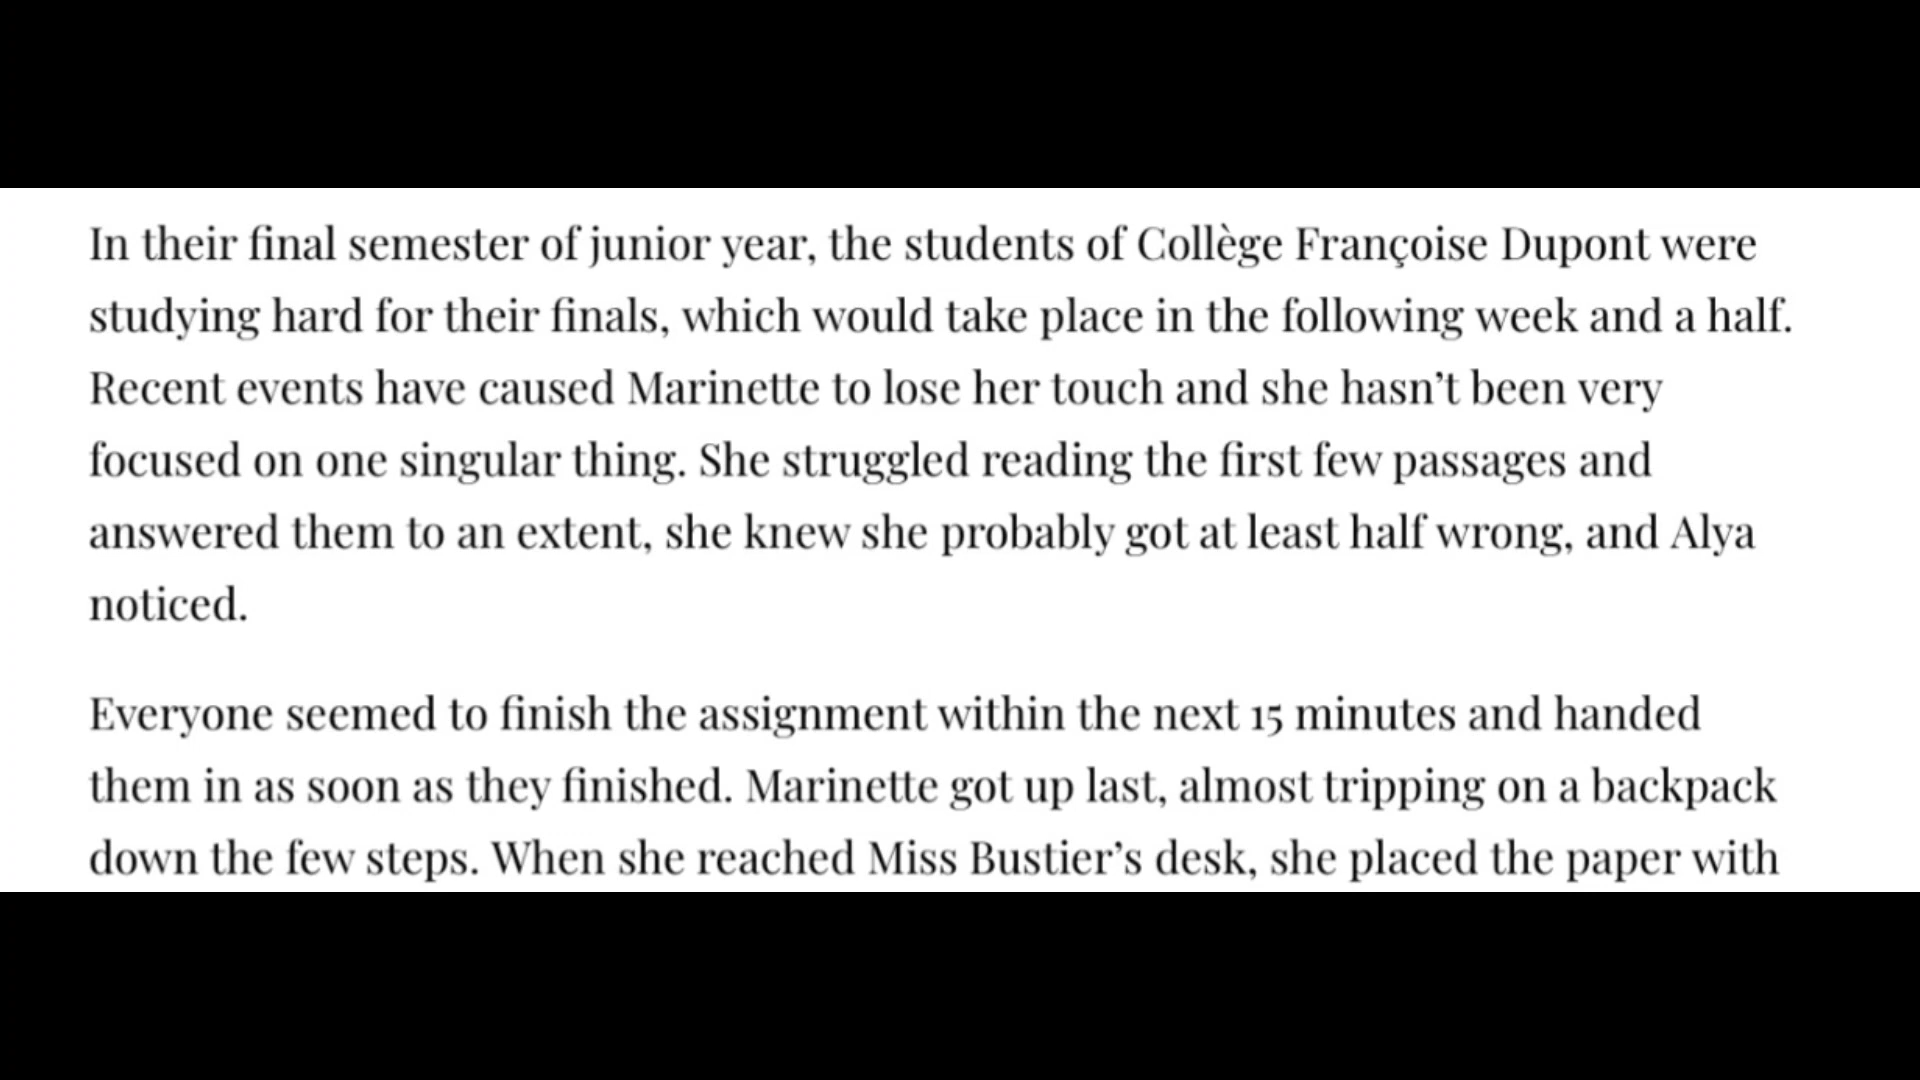 In their final semester of junior year, the students of Collège Françoise Dupont were
studying hard for their finals, which would take place in the following week and a half.
Recent events have caused Marinette to lose her touch and she hasn’t been very
focused on one singular thing. She struggled reading the first few passages and
answered them to an extent, she knew she probably got at least half wrong, and Alya
noticed.
Everyone seemed to finish the assignment within the next 15 minutes and handed
them in as soon as they finished. Marinette got up last, almost tripping on a backpack
down the few steps. When she reached Miss Bustier’s desk, she placed the paper with